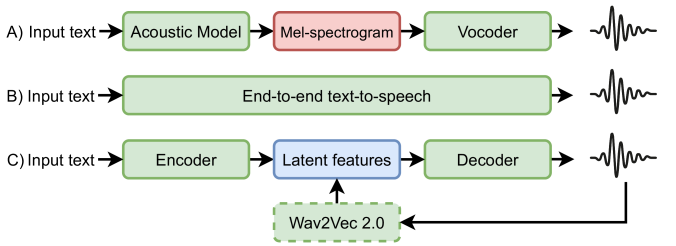 A) Input text Acoustic Model Mel-spectrogram Vocoder
B) Input text End-to-end text-to-speech
C) Input text Encoder Latent features Decoder
Wav2Vec 2.0